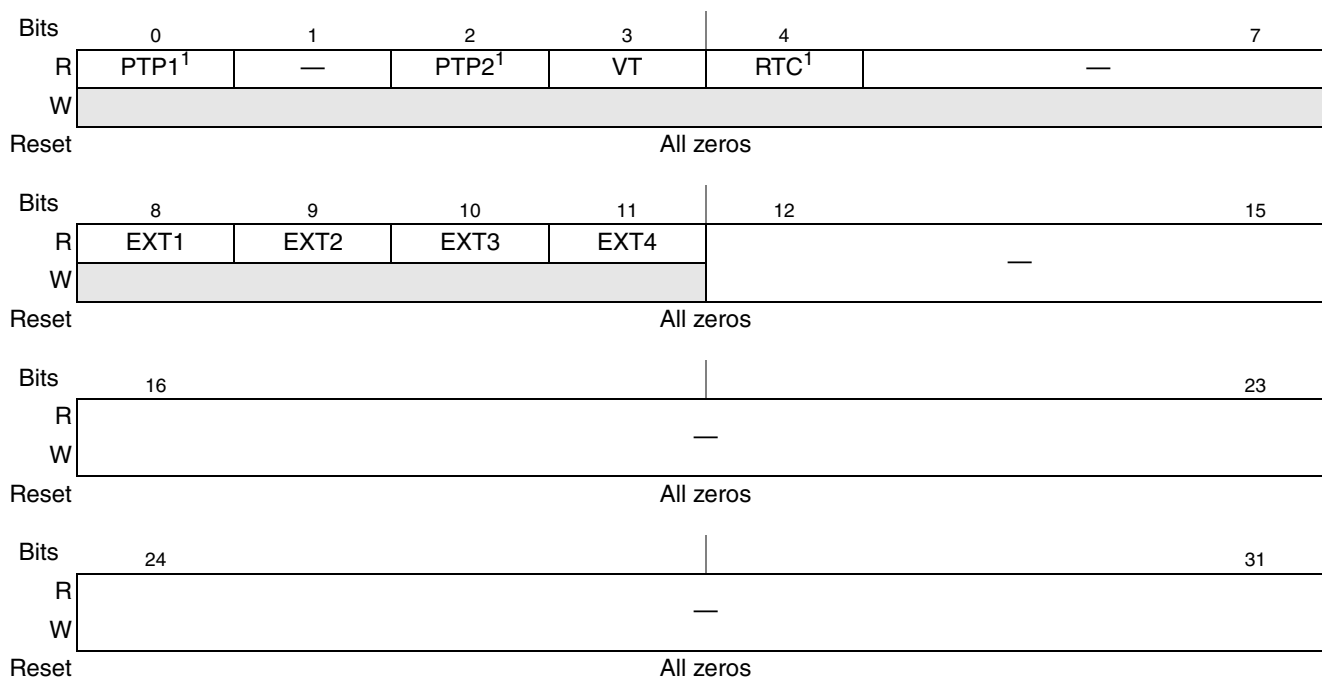 Bits 0 1 2 3 4 7
R PTP1¹ — PTP2¹ VT RTC¹ —
W
Reset All zeros
Bits 8 9 10 11 12 15
R EXT1 EXT2 EXT3 EXT4 —
W
Reset All zeros
Bits 16 23
R
—
W
Reset All zeros
Bits 24 31
R
—
W
Reset All zeros